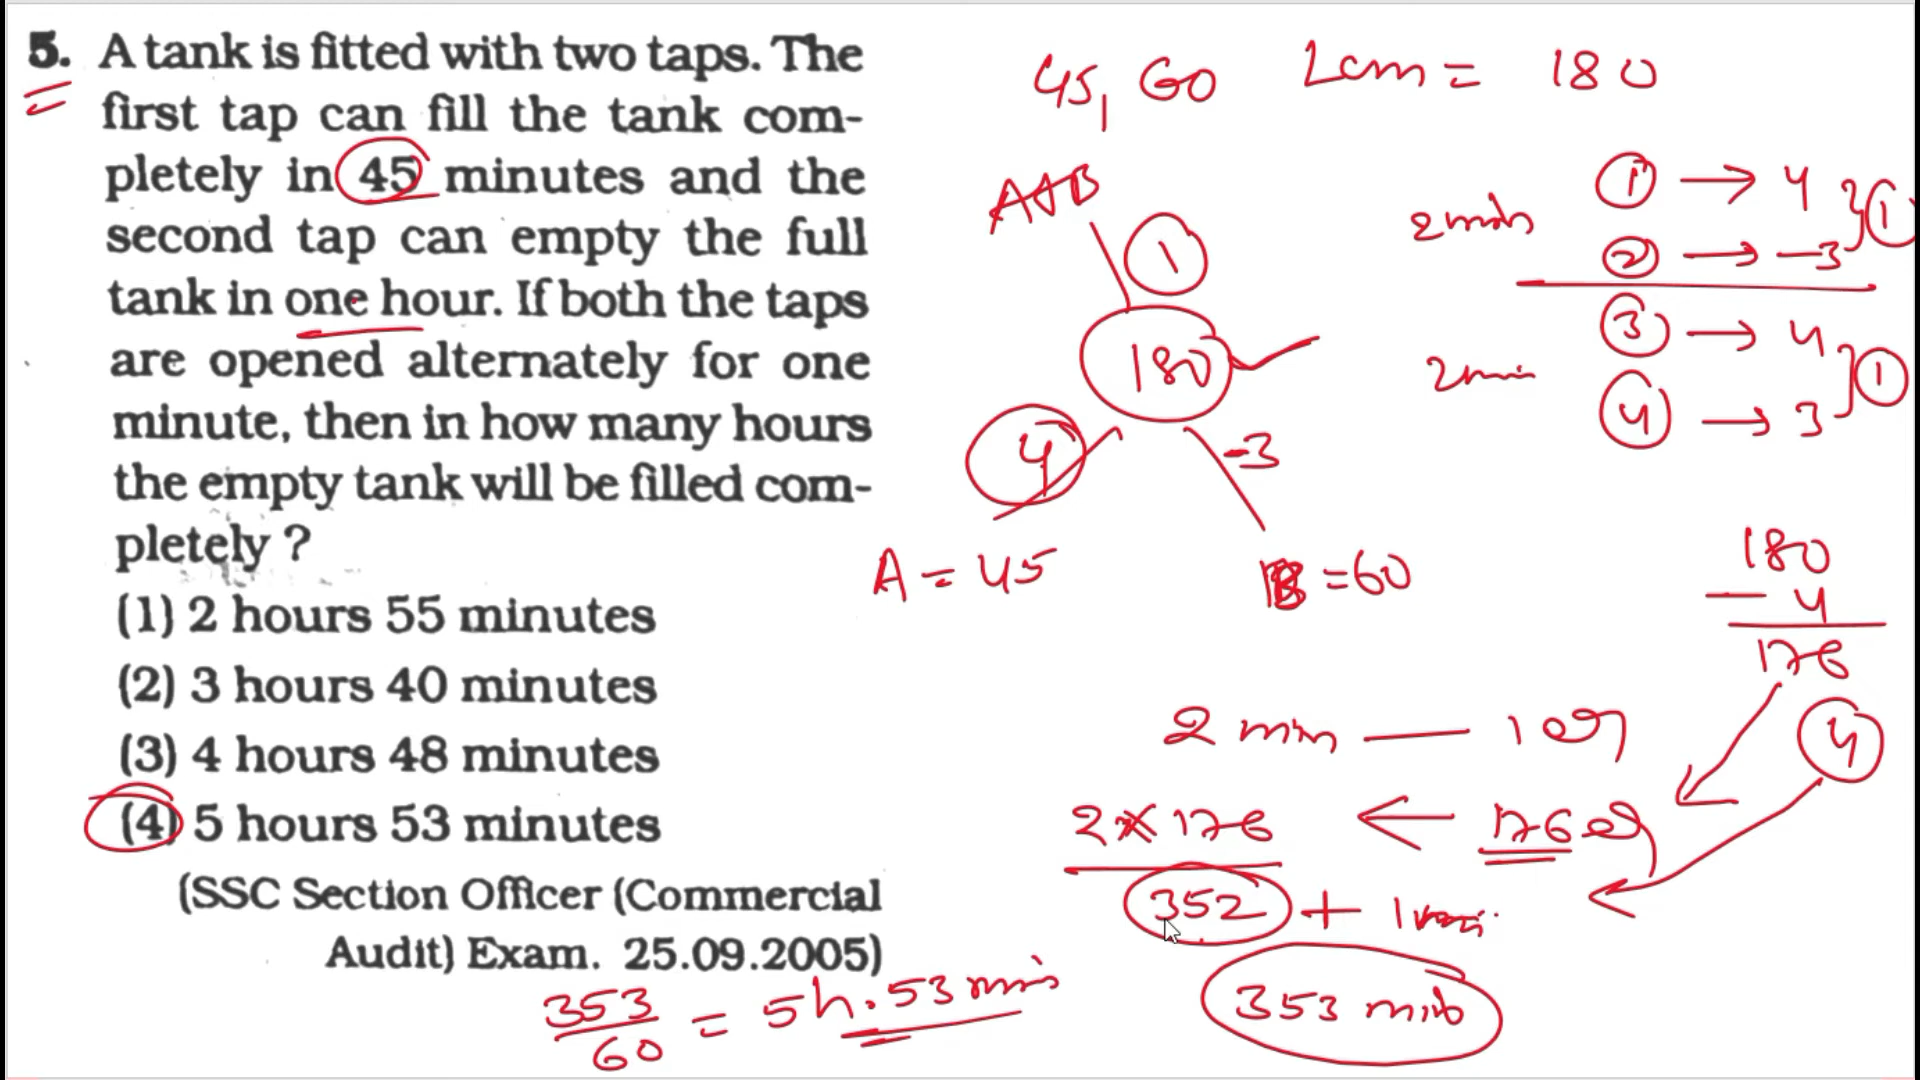 5. A tank is fitted with two taps. The
first tap can fill the tank com-
pletely in 45 minutes and the
second tap can empty the full
tank in one hour. If both the taps
are opened alternately for one
minute, then in how many hours
the empty tank will be filled com-
pletely ?
(1) 2 hours 55 minutes
(2) 3 hours 40 minutes
(3) 4 hours 48 minutes
(4) 5 hours 53 minutes
(SSC Section Officer (Commercial
Audit) Exam. 25.09.2005)
353/60 = 5h. 53 mins
45, 60 Lcm = 180
1
180
4
-3
A = 45
B = 60
2 min
1 → 4
2 → -3
1
2 min
3 → 4
4 → 3
1
180
- 4
176
4
2 min — 1
2 x 176 ← 176
352 + 1 min
353 min